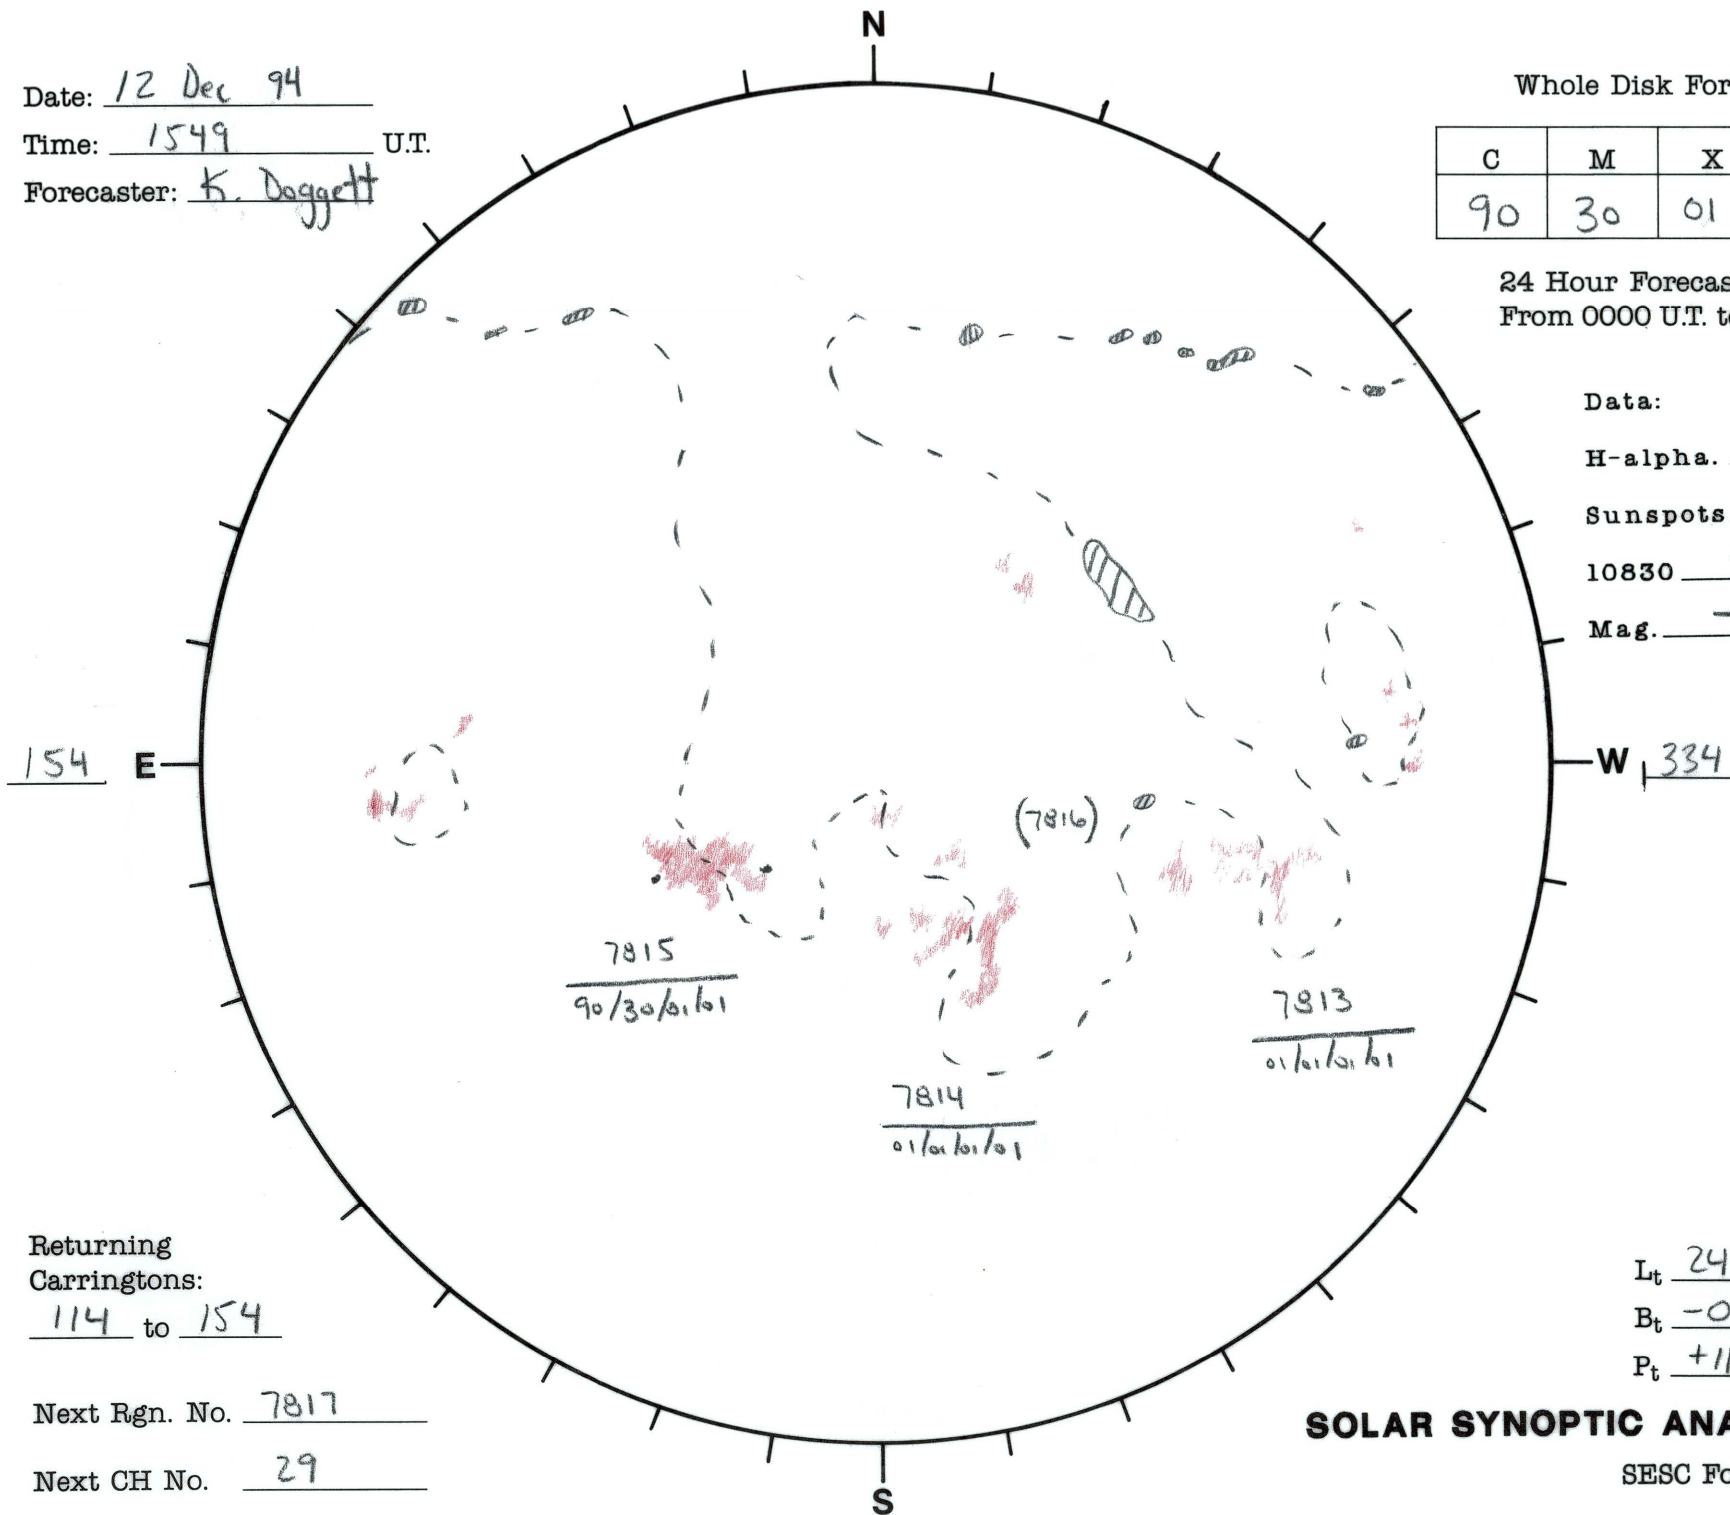 N
Date: 12 Dec 94
Time: 1549 U.T.
Forecaster: K. Doggett
Whole Disk For
C M X
90 30 01
24 Hour Forecas
From 0000 U.T. t
Data:
H-alpha.
Sunspots
10830
Mag.
154 E
W 334
(7816)
7815
90/30/01/01
7813
01/01/01/01
7814
01/01/01/01
Returning
Carringtons:
114 to 154
Next Rgn. No. 7817
Next CH No. 29
Lt 24
Bt -0
Pt +11
SOLAR SYNOPTIC ANA
SESC Fo
S